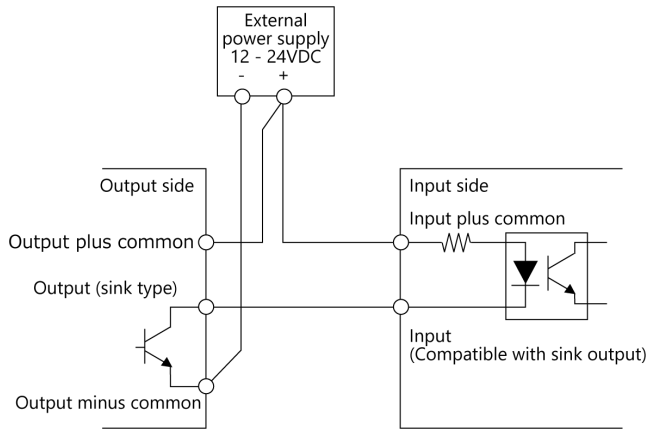 External
power supply
12 - 24VDC
- +
Output side
Input side
Input plus common
Output plus common
Output (sink type)
Input
(Compatible with sink output)
Output minus common